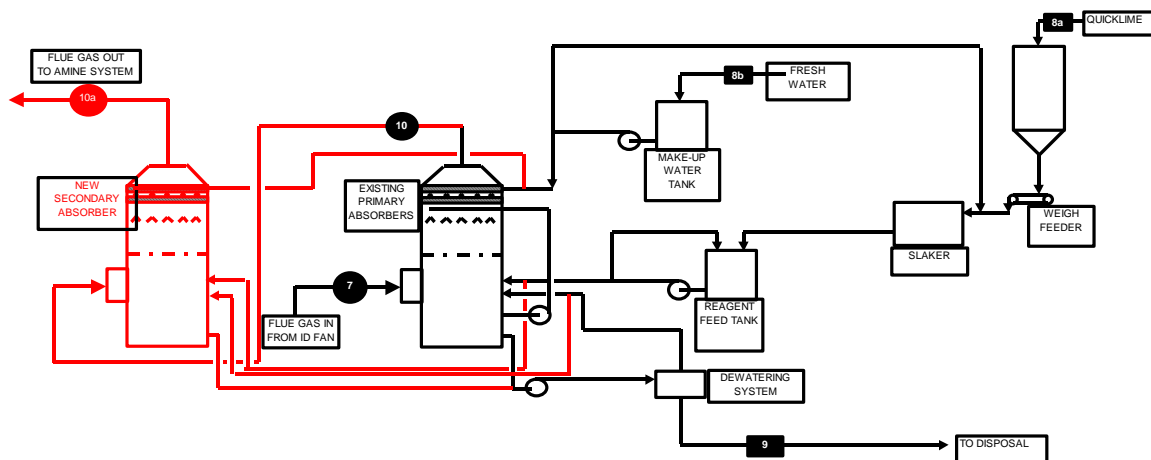 8a
QUICKLIME
FLUE GAS OUT
TO AMINE SYSTEM
10a
8b
FRESH
WATER
10
MAKE-UP
WATER
TANK
NEW
SECONDARY
ABSORBER
EXISTING
PRIMARY
ABSORBERS
WEIGH
FEEDER
SLAKER
7
FLUE GAS IN
FROM ID FAN
REAGENT
FEED TANK
DEWATERING
SYSTEM
9
TO DISPOSAL